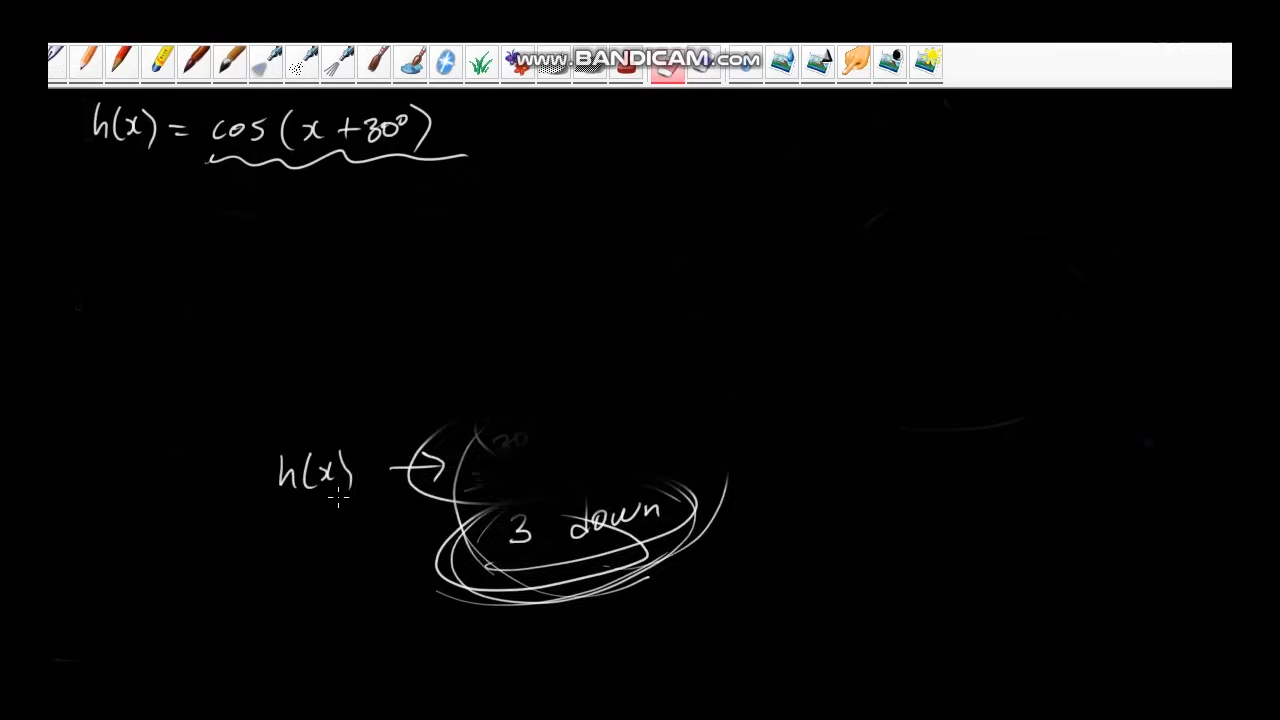 www.BANDICAM.com
h(x) = cos(x+30°)
h(x) →
3 down